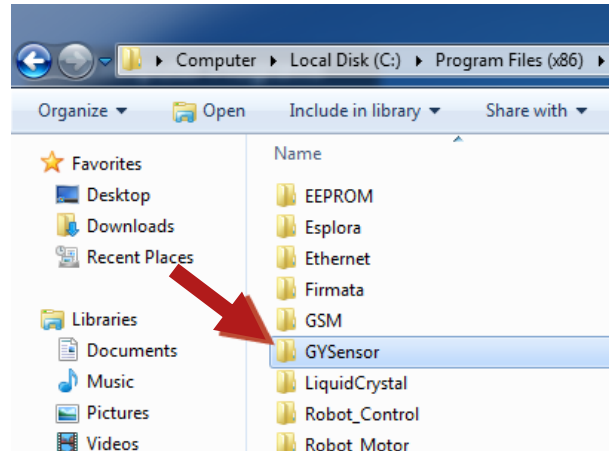 Computer ▸ Local Disk (C:) ▸ Program Files (x86) ▸
Organize Open Include in library Share with
Favorites
Desktop
Downloads
Recent Places
Libraries
Documents
Music
Pictures
Videos
Name
EEPROM
Esplora
Ethernet
Firmata
GSM
GYSensor
LiquidCrystal
Robot_Control
Robot_Motor